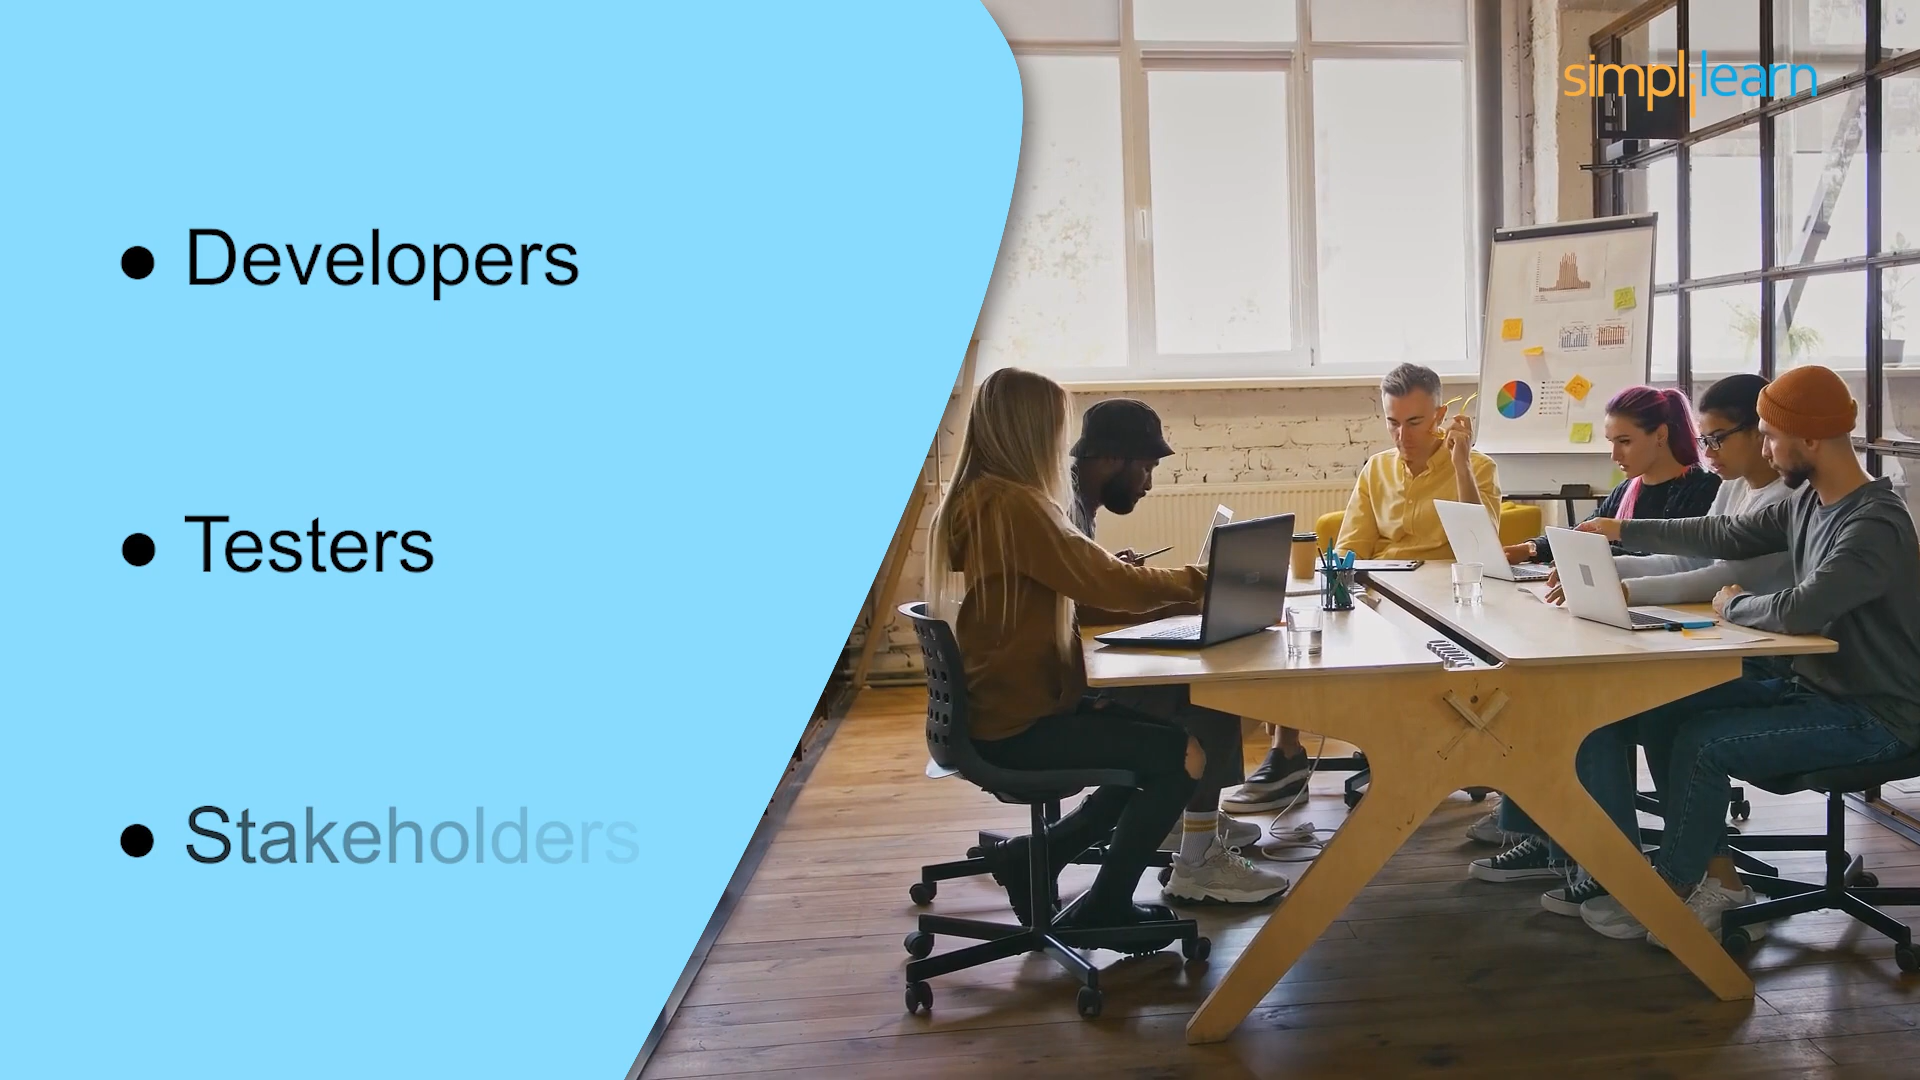 simplilearn
● Developers
● Testers
● Stakeholders